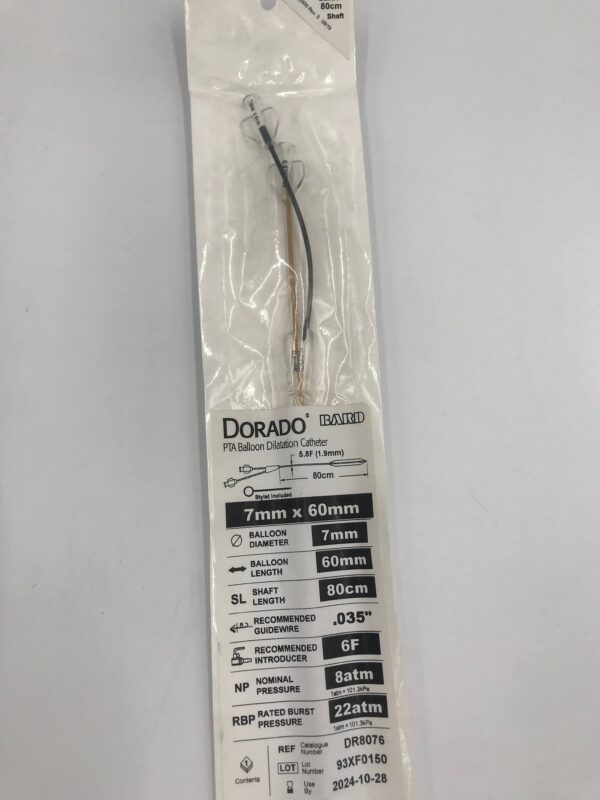 80cm
Shaft
DORADO® BARD
PTA Balloon Dilatation Catheter
5.8F (1.9mm)
80cm
Stylet Included
7mm x 60mm
BALLOON DIAMETER 7mm
BALLOON LENGTH 60mm
SL SHAFT LENGTH 80cm
RECOMMENDED GUIDEWIRE .035"
RECOMMENDED INTRODUCER 6F
NP NOMINAL PRESSURE 8atm
1atm = 101.3kPa
RBP RATED BURST PRESSURE 22atm
1atm = 101.3kPa
1
Contents
REF Catalogue Number DR8076
LOT Lot Number 93XF0150
Use By 2024-10-28